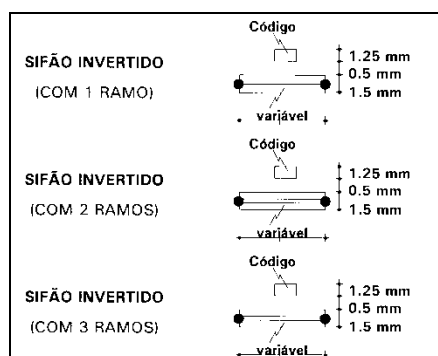 Código
SIFÃO INVERTIDO
(COM 1 RAMO)
1.25 mm
0.5 mm
1.5 mm
variável
Código
SIFÃO INVERTIDO
(COM 2 RAMOS)
1.25 mm
0.5 mm
1.5 mm
variável
Código
SIFÃO INVERTIDO
(COM 3 RAMOS)
1.25 mm
0.5 mm
1.5 mm
variável